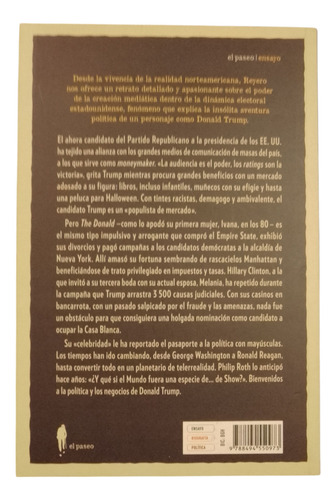 el paseo | ensayo
Desde la vivencia de la realidad norteamericana, Reyero
nos ofrece un retrato detallado y apasionante sobre el poder
de la creación mediática dentro de la dinámica electoral
estadounidense, fenómeno que explica la insólita aventura
política de un personaje como Donald Trump.
El ahora candidato del Partido Republicano a la presidencia de los EE. UU.
ha tejido una alianza con los grandes medios de comunicación de masas del país,
a los que sirve como moneymaker. «La audiencia es el poder, los ratings son la
victoria», grita Trump mientras procura grandes beneficios con un mercado
adosado a su figura: libros, incluso infantiles, muñecos con su efigie y hasta
una peluca para Halloween. Con tintes racistas, demagogo y ambivalente, el
candidato Trump es un «populista de mercado».
Pero The Donald –como lo apodó su primera mujer, Ivana, en los 80– es
el mismo tipo impulsivo y arrogante que compró el Empire State, exhibió
sus divorcios y pagó campañas a los candidatos demócratas a la alcaldía de
Nueva York. Allí amasó su fortuna sembrando de rascacielos Manhattan y
beneficiándose de trato privilegiado en impuestos y tasas. Hillary Clinton, a la
que invitó a su tercera boda con su actual esposa, Melania, ha repetido durante
la campaña que Trump arrastra 3 500 causas judiciales. Con sus casinos en
bancarrota, con un pasado salpicado por el fraude y las amenazas, nada fue
un obstáculo para que consiguiera una holgada nominación como candidato a
ocupar la Casa Blanca.
Su «celebridad» le ha reportado el pasaporte a la política con mayúsculas.
Los tiempos han ido cambiando, desde George Washington a Ronald Reagan,
hasta convertir todo en un planetario de telerrealidad. Philip Roth lo anticipó
hace años: «¿Y qué si el Mundo fuera una especie de... de Show?». Bienvenidos
a la política y los negocios de Donald Trump.
el paseo
ENSAYO
BIOGRAFÍA
POLÍTICA
9 788494 550973